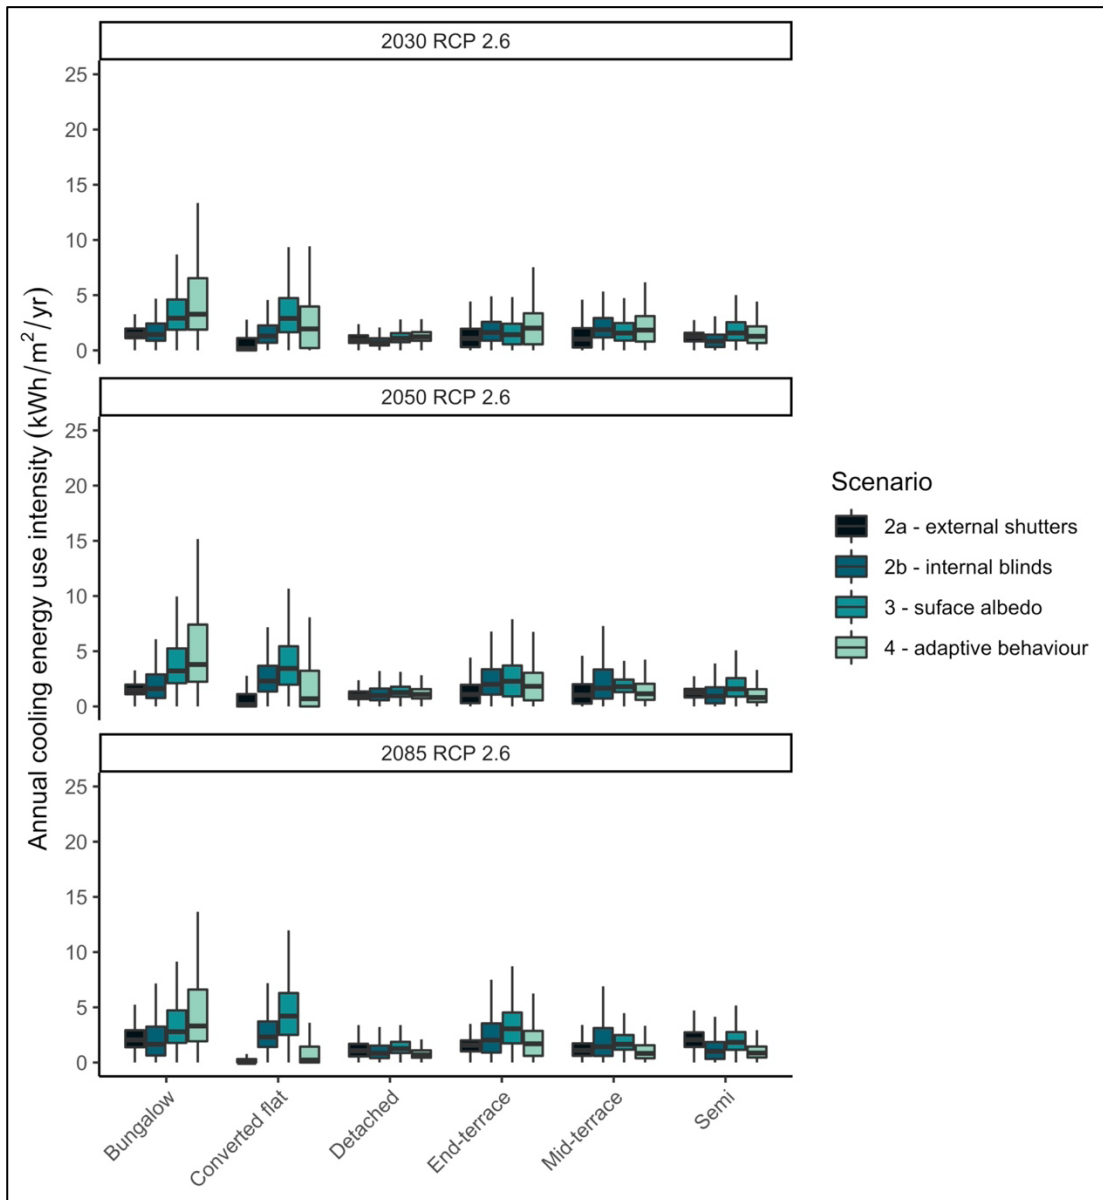 2030 RCP 2.6
25
20
15
10
5
0
2050 RCP 2.6
25
20
15
10
5
0
2085 RCP 2.6
25
20
15
10
5
0
Annual cooling energy use intensity (kWh/m²/yr)
Bungalow
Converted flat
Detached
End-terrace
Mid-terrace
Semi
Scenario
2a - external shutters
2b - internal blinds
3 - suface albedo
4 - adaptive behaviour